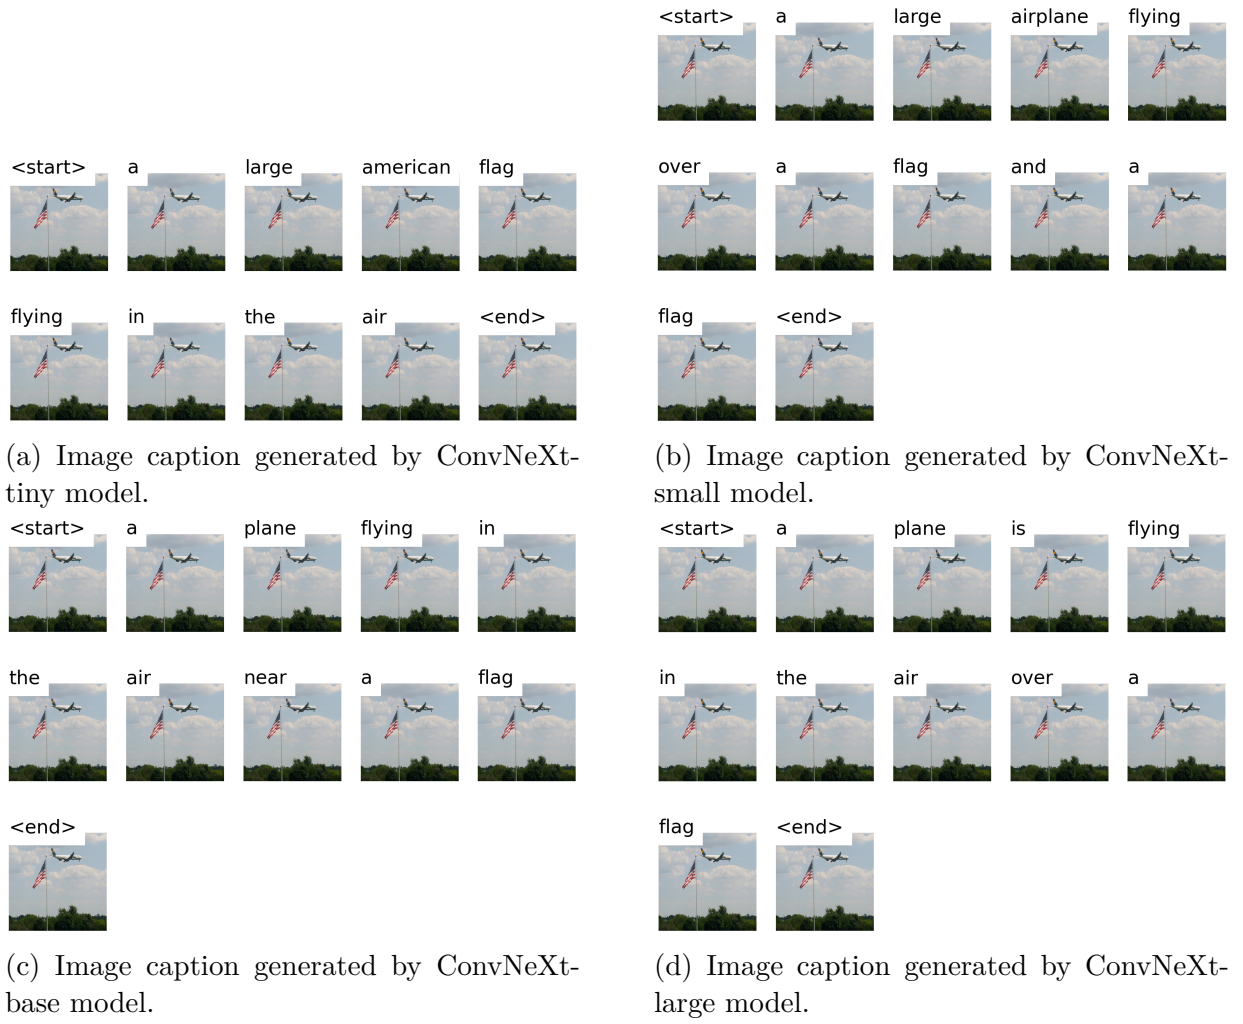 <start> a large american flag
flying in the air <end>
(a) Image caption generated by ConvNeXt-
tiny model.
<start> a large airplane flying
over a flag and a
flag <end>
(b) Image caption generated by ConvNeXt-
small model.
<start> a plane flying in
the air near a flag
<end>
(c) Image caption generated by ConvNeXt-
base model.
<start> a plane is flying
in the air over a
flag <end>
(d) Image caption generated by ConvNeXt-
large model.